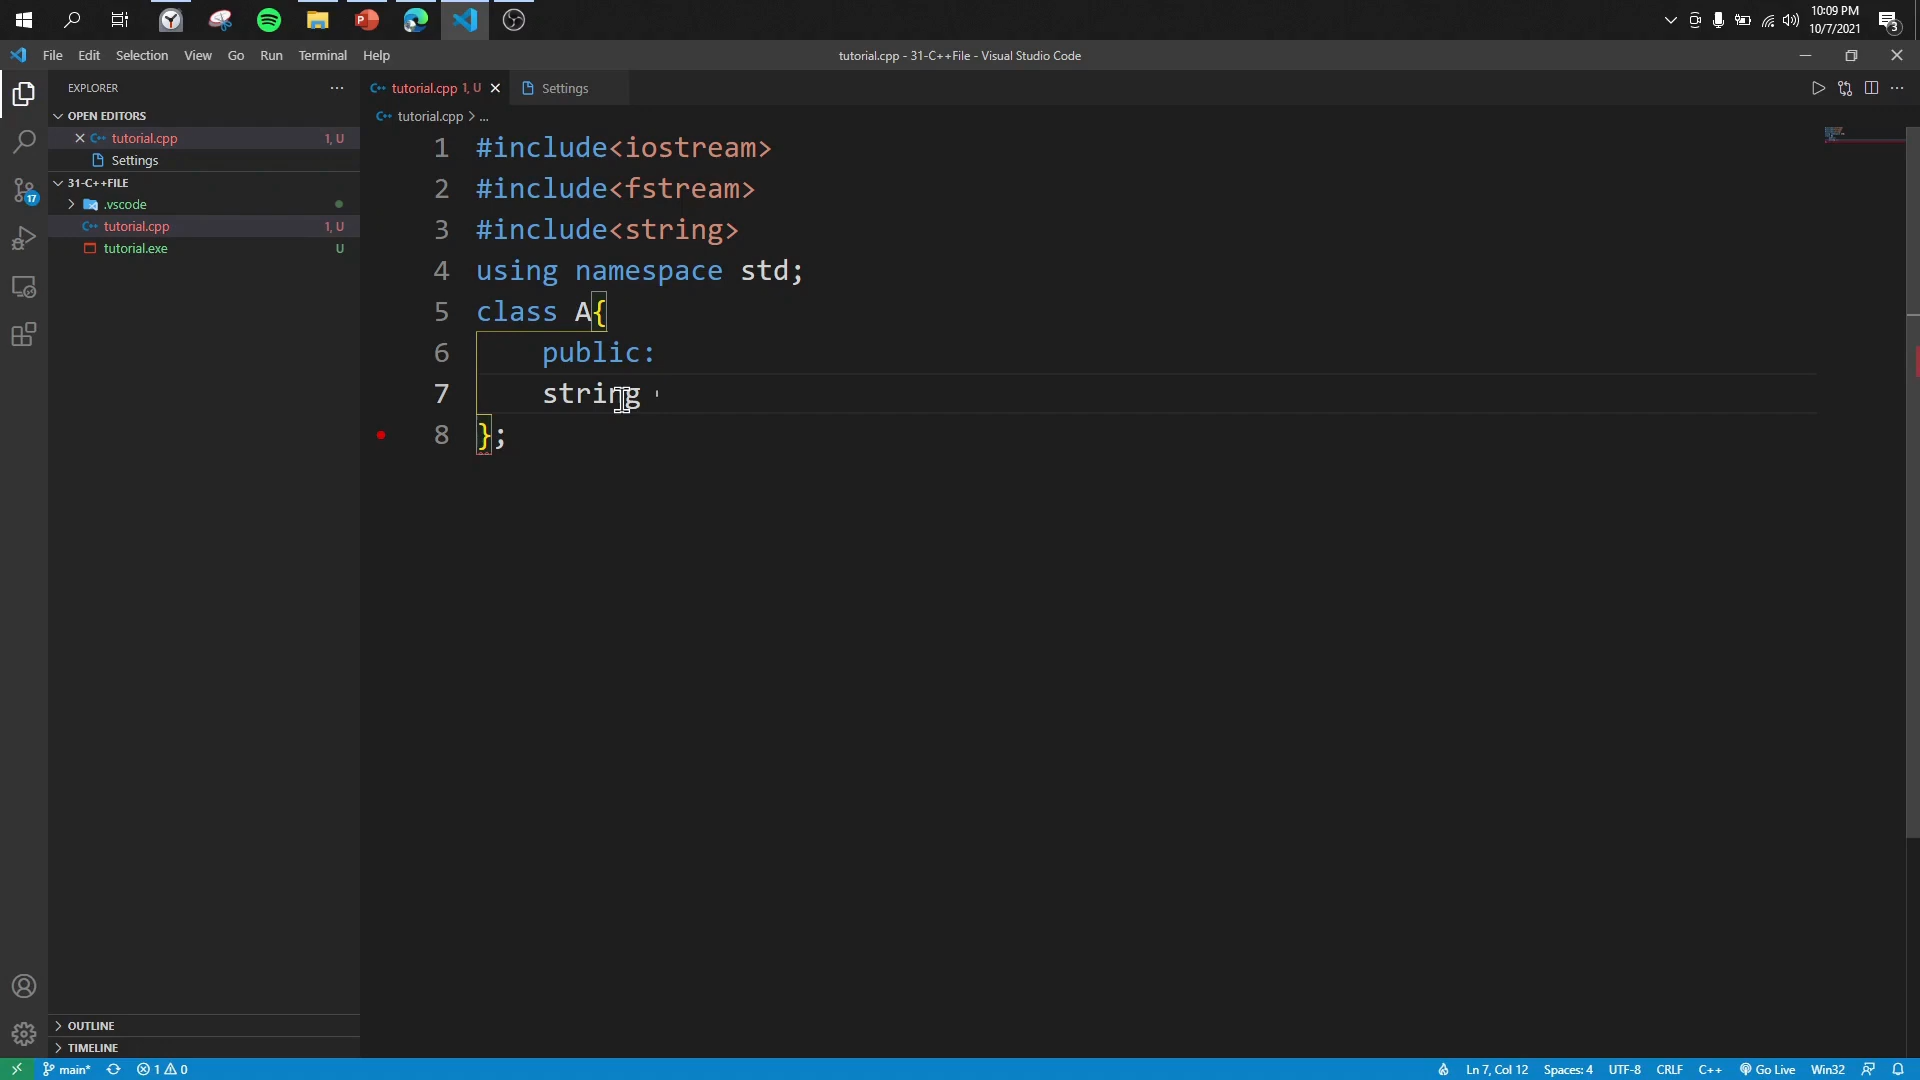 10:09 PM
10/7/2021
3
File Edit Selection View Go Run Terminal Help
tutorial.cpp - 31-C++File - Visual Studio Code
EXPLORER
OPEN EDITORS
tutorial.cpp 1, U
Settings
31-C++FILE
.vscode
tutorial.cpp 1, U
tutorial.exe U
17
OUTLINE
TIMELINE
tutorial.cpp 1, U
Settings
tutorial.cpp > ...
1 #include<iostream>
2 #include<fstream>
3 #include<string>
4 using namespace std;
5 class A{
6 public:
7 string
8 };
main* 1 0
Ln 7, Col 12 Spaces: 4 UTF-8 CRLF C++ Go Live Win32